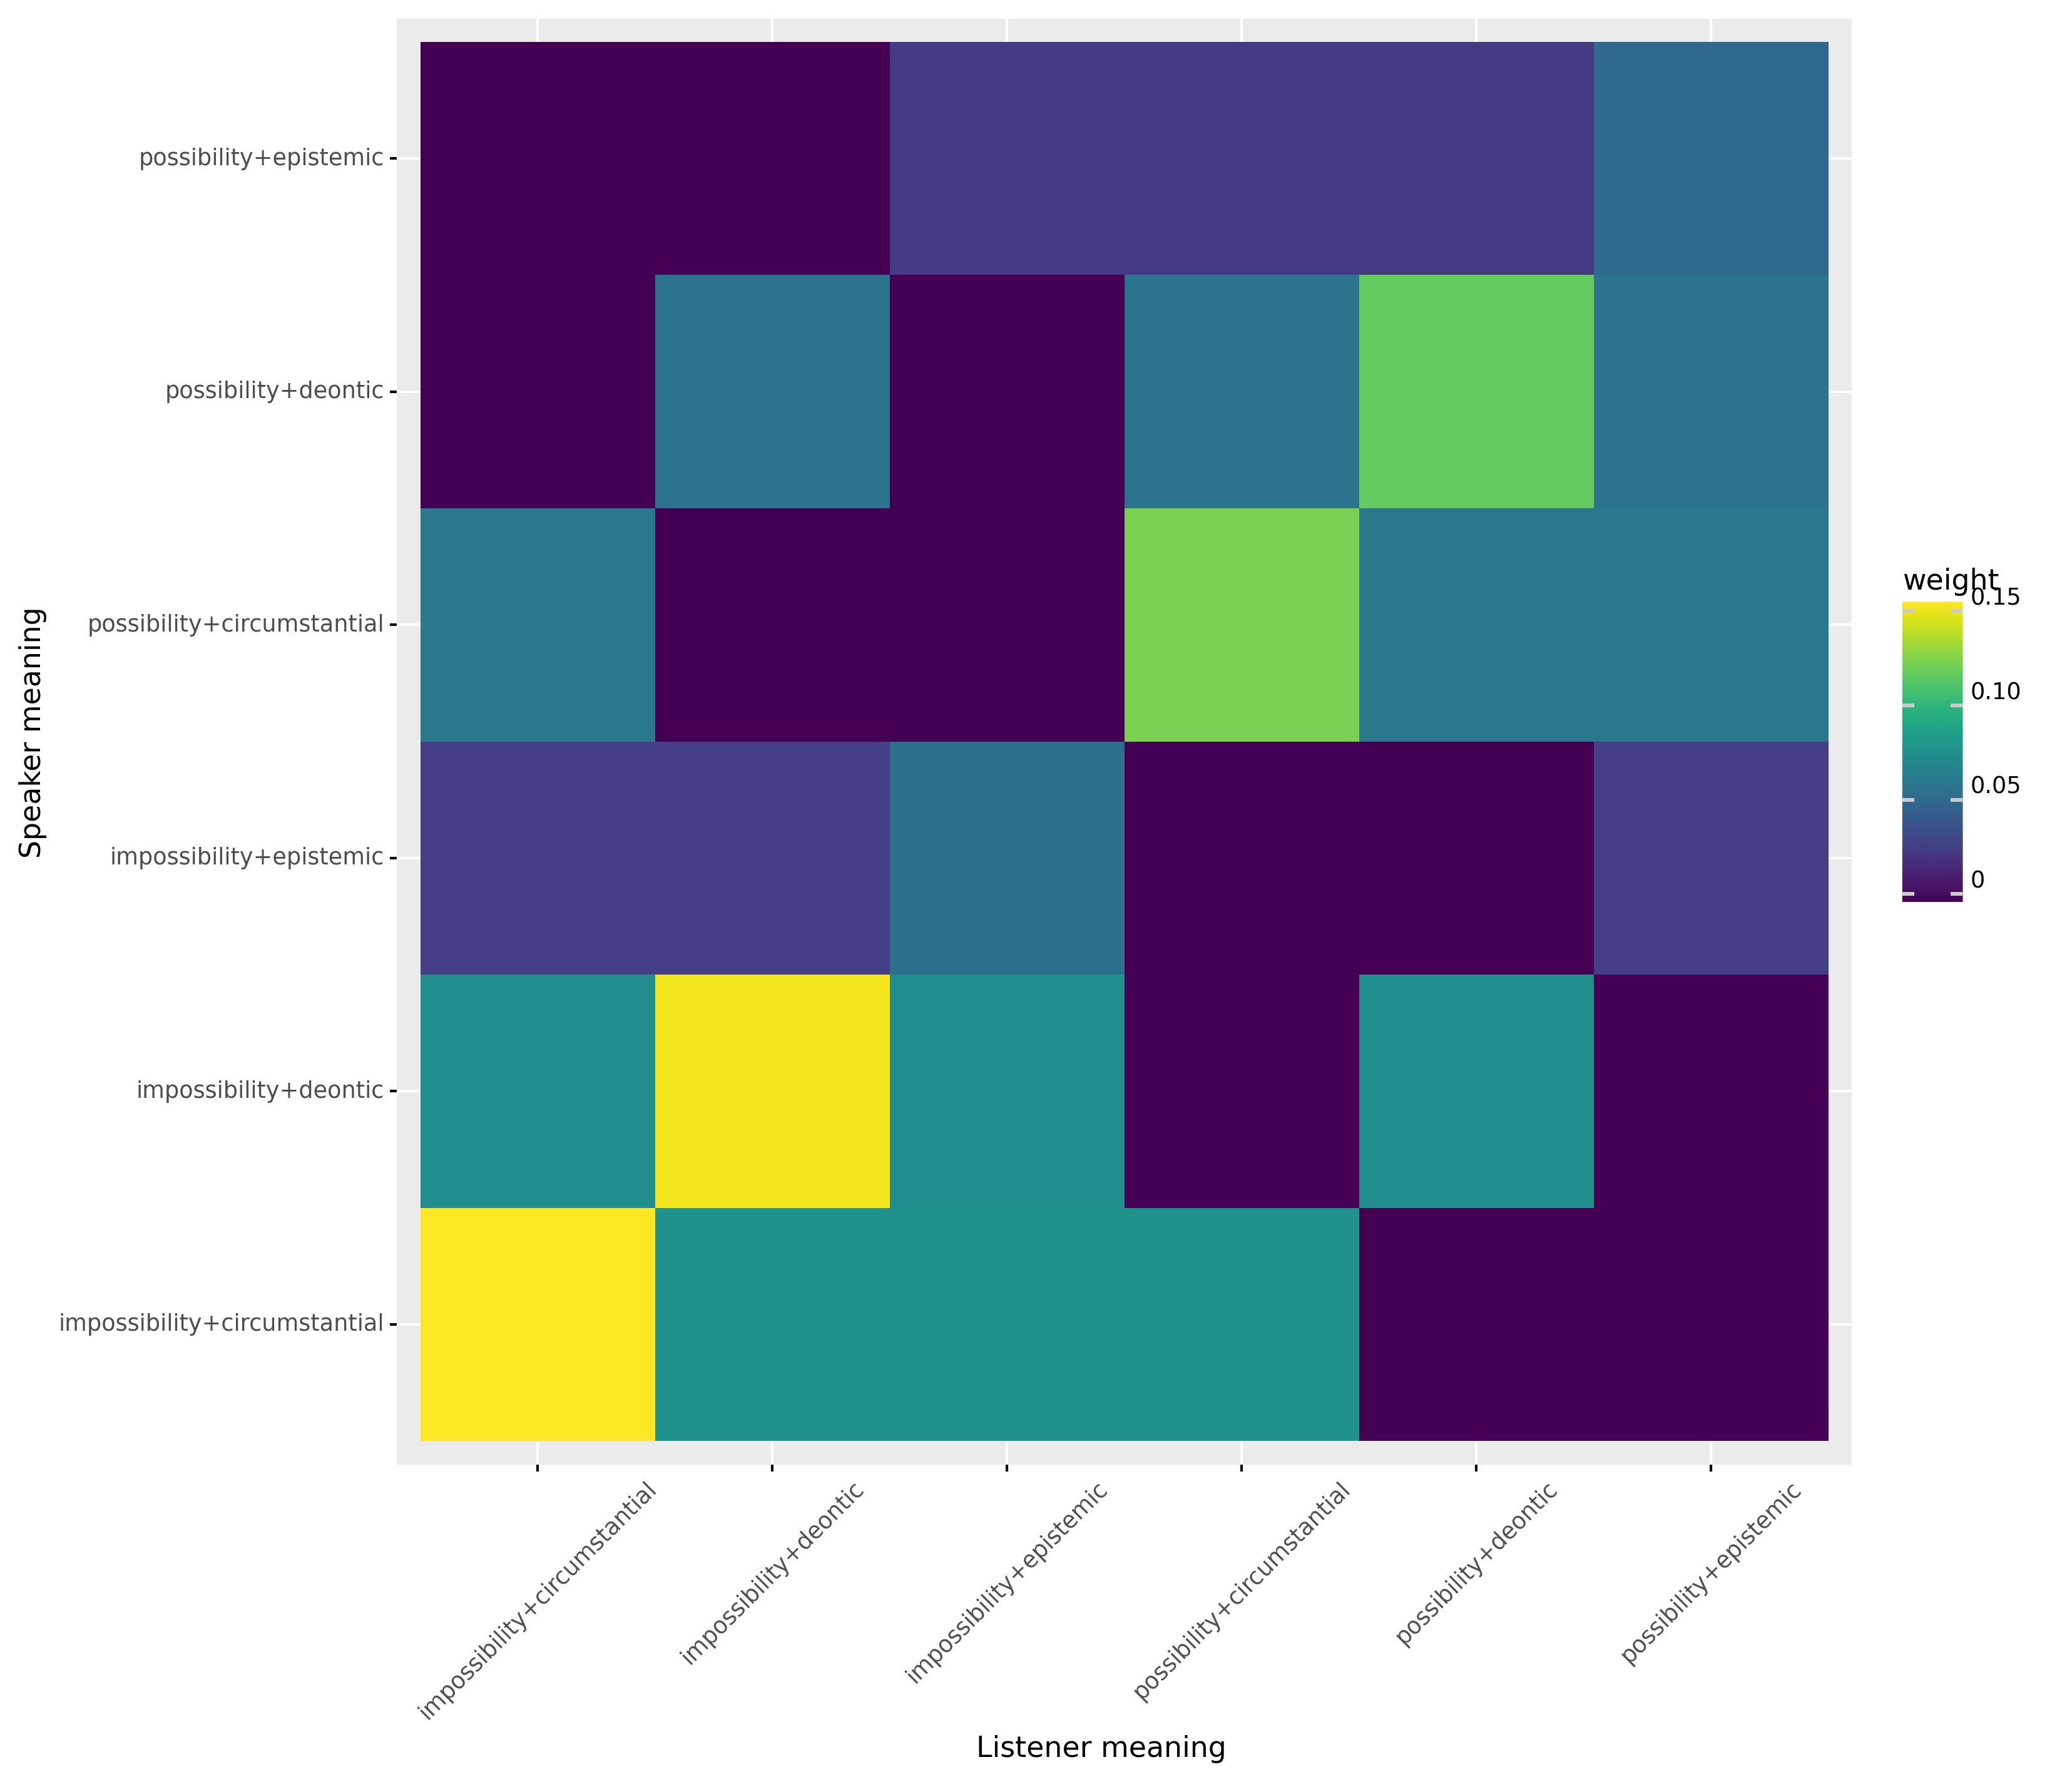 possibility+epistemic
possibility+deontic
possibility+circumstantial
impossibility+epistemic
impossibility+deontic
impossibility+circumstantial
Speaker meaning
impossibility+circumstantial
impossibility+deontic
impossibility+epistemic
possibility+circumstantial
possibility+deontic
possibility+epistemic
Listener meaning
weight
0.15
0.10
0.05
0